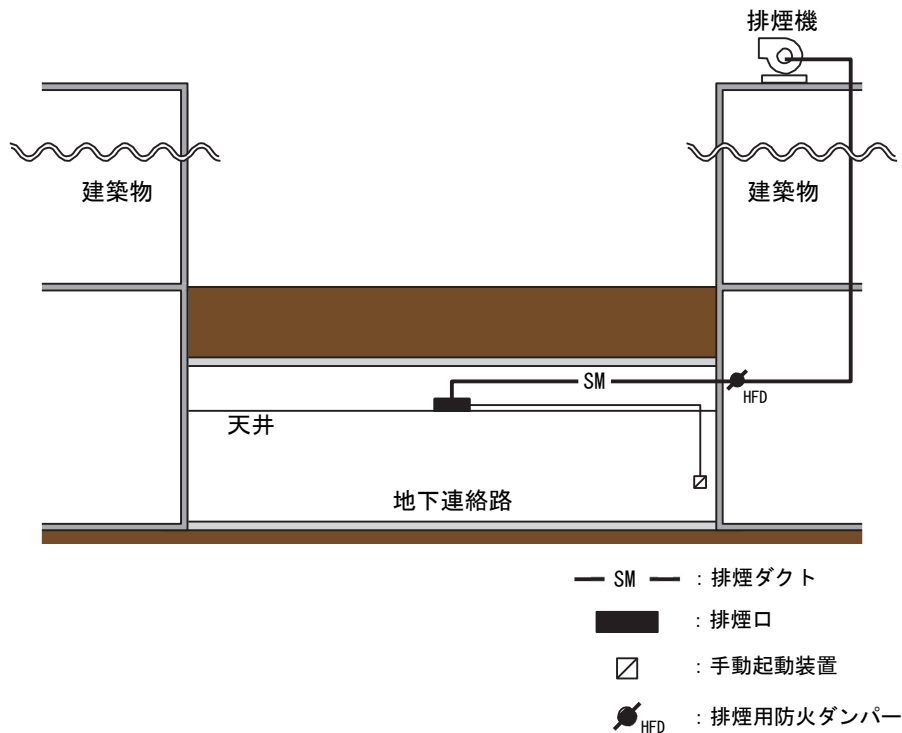 排煙機
建築物
建築物
SM
HFD
天井
地下連絡路
SM : 排煙ダクト
: 排煙口
: 手動起動装置
HFD : 排煙用防火ダンパー